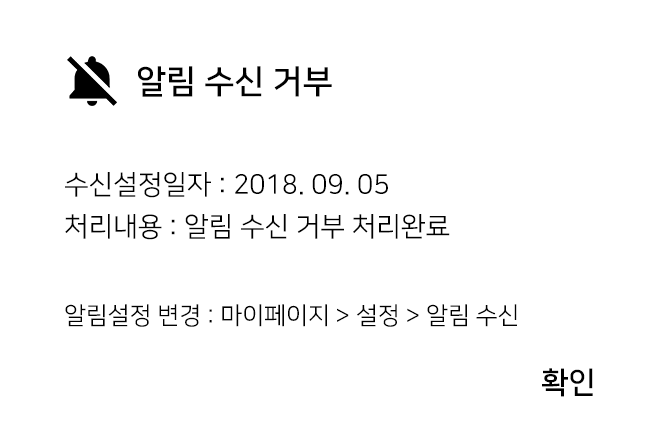 알림 수신 거부
수신설정일자 : 2018. 09. 05
처리내용 : 알림 수신 거부 처리완료
알림설정 변경 : 마이페이지 > 설정 > 알림 수신
확인